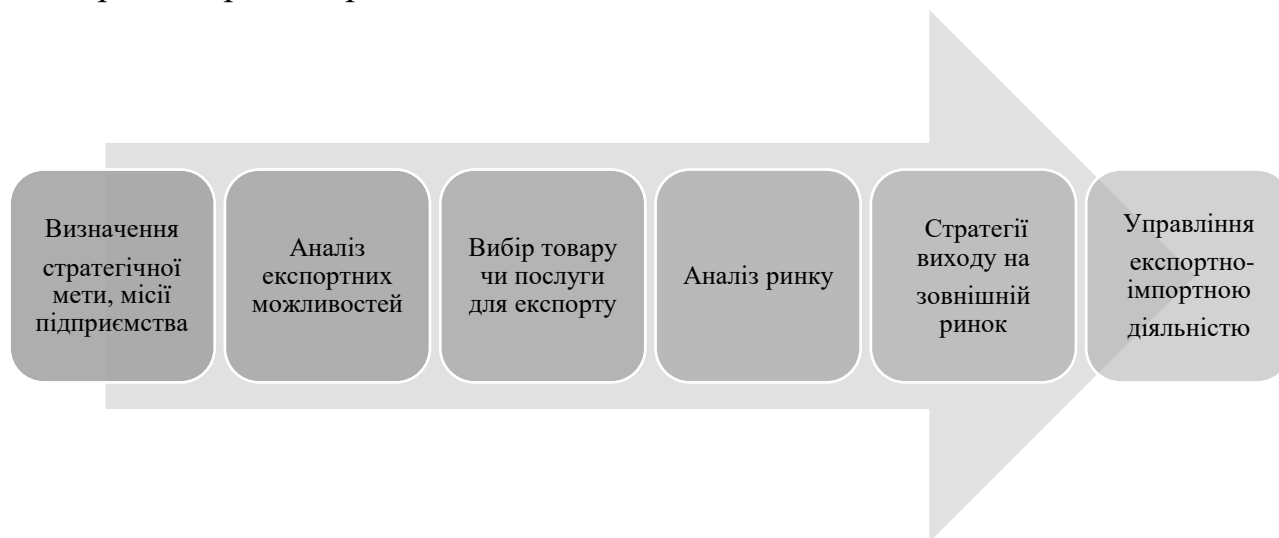 Визначення
стратегічної
мети, місії
підприємства
Аналіз
експортних
можливостей
Вибір товару
чи послуги
для експорту
Аналіз ринку
Стратегії
виходу на
зовнішній
ринок
Управління
експортно-
імпортною
діяльністю